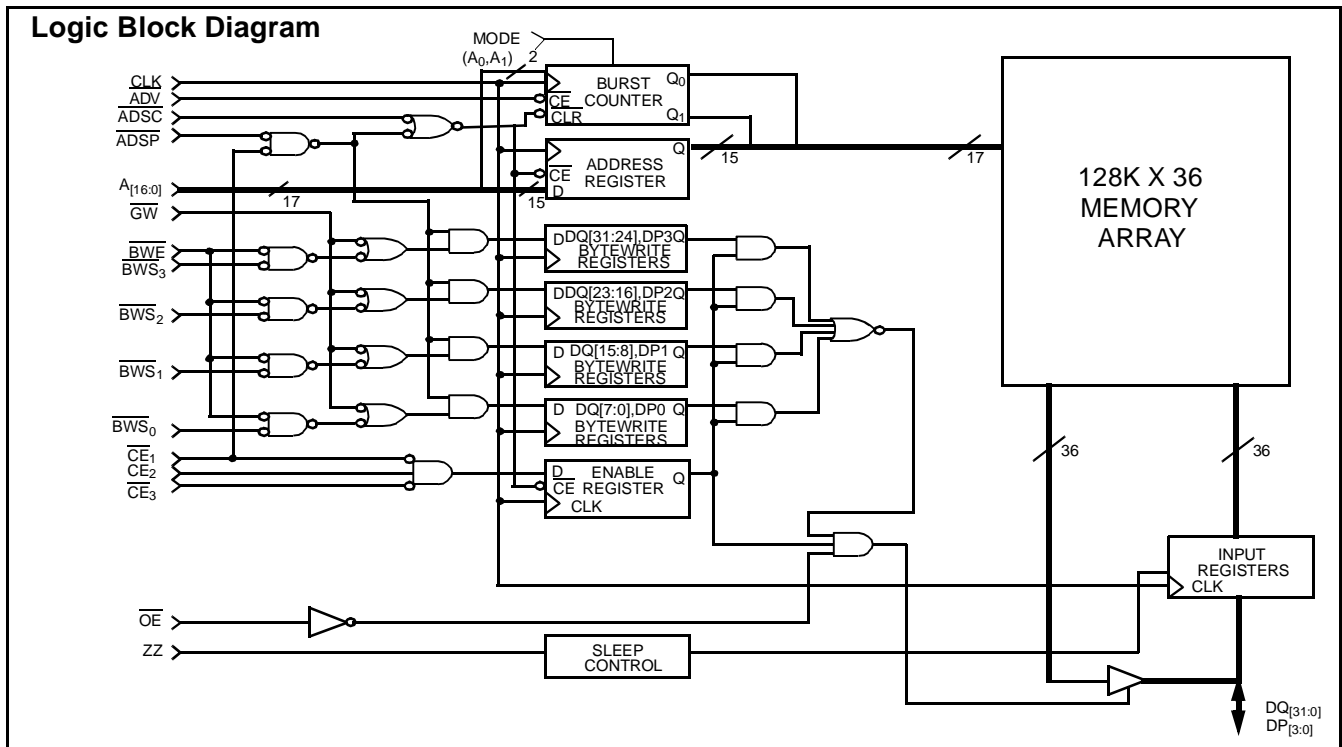 Logic Block Diagram
MODE
(A0,A1) 2
CLK
ADV
ADSC
ADSP
A[16:0]
17
GW
BWE
BWS3
BWS2
BWS1
BWS0
CE1
CE2
CE3
OE
ZZ
BURST
COUNTER
CE
CLR
Q0
Q1
ADDRESS
REGISTER
CE
D
Q
15
15
17
D DQ[31:24],DP3 Q
BYTEWRITE
REGISTERS
D DQ[23:16],DP2 Q
BYTEWRITE
REGISTERS
D DQ[15:8],DP1 Q
BYTEWRITE
REGISTERS
D DQ[7:0],DP0 Q
BYTEWRITE
REGISTERS
D ENABLE Q
CE REGISTER
CLK
SLEEP
CONTROL
128K X 36
MEMORY
ARRAY
36
36
INPUT
REGISTERS
CLK
DQ[31:0]
DP[3:0]